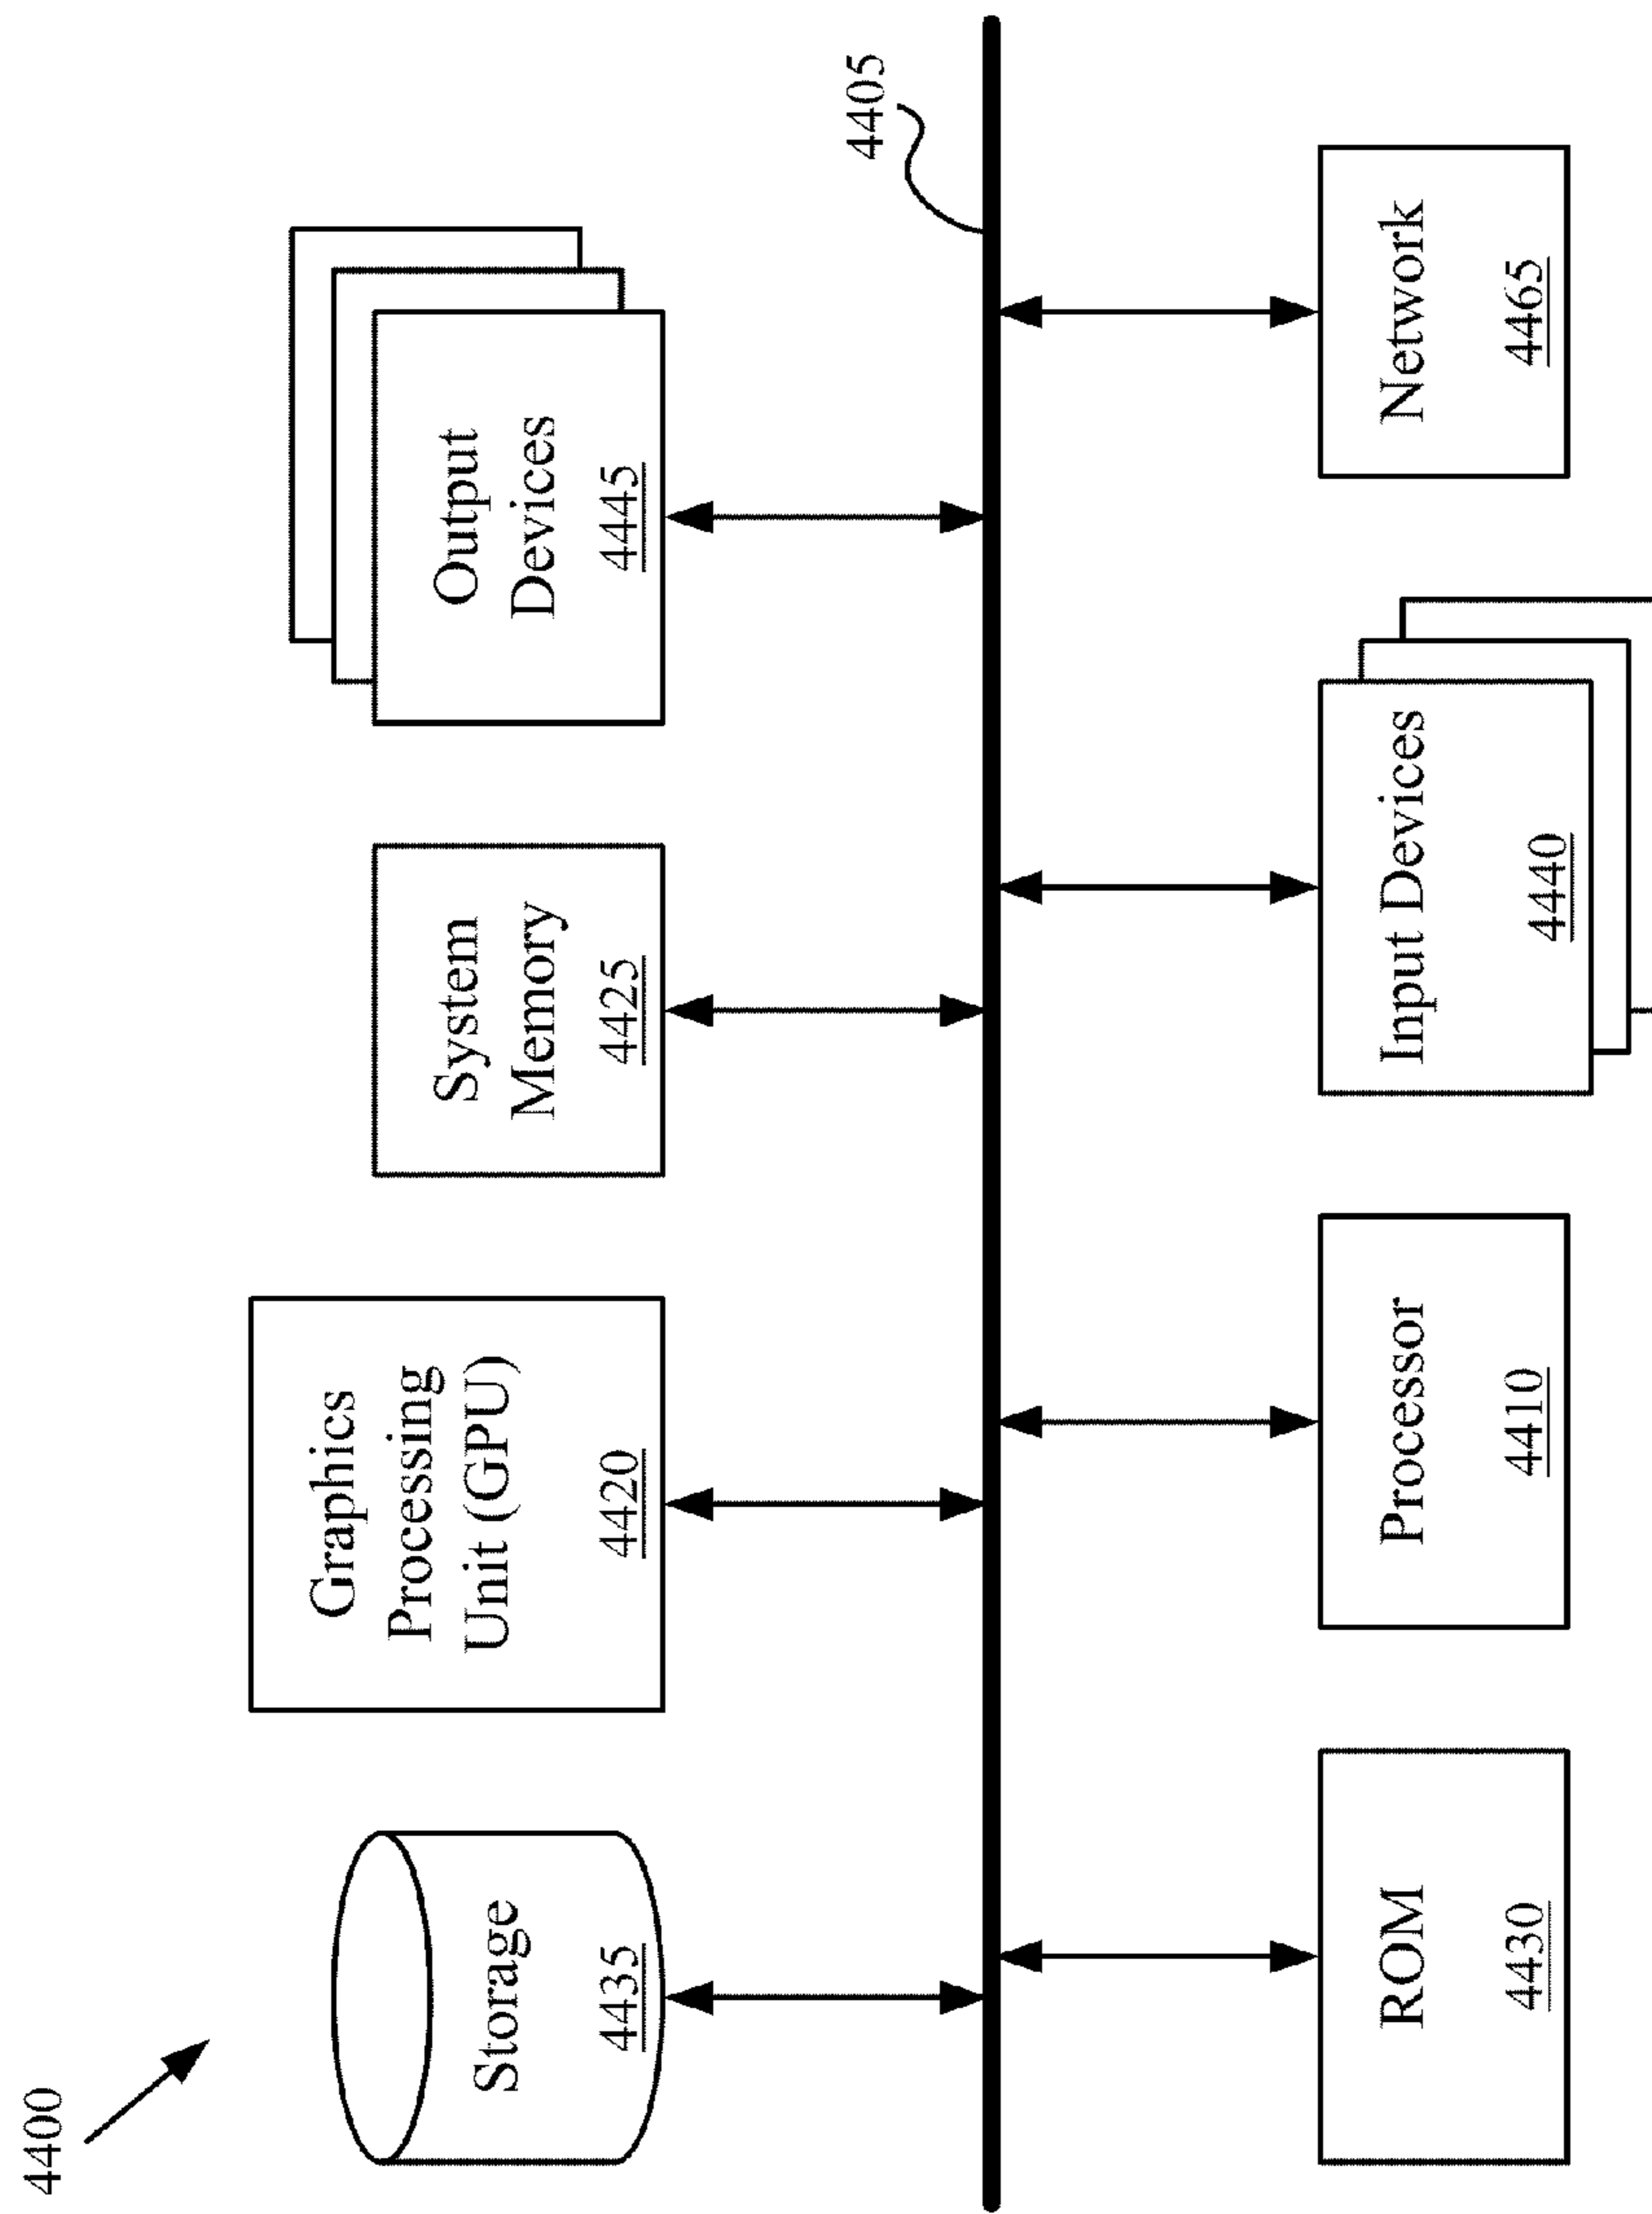 4400
Storage
4435
Graphics
Processing
Unit (GPU)
4420
System
Memory
4425
Output
Devices
4445
4405
ROM
4430
Processor
4410
Input Devices
4440
Network
4465